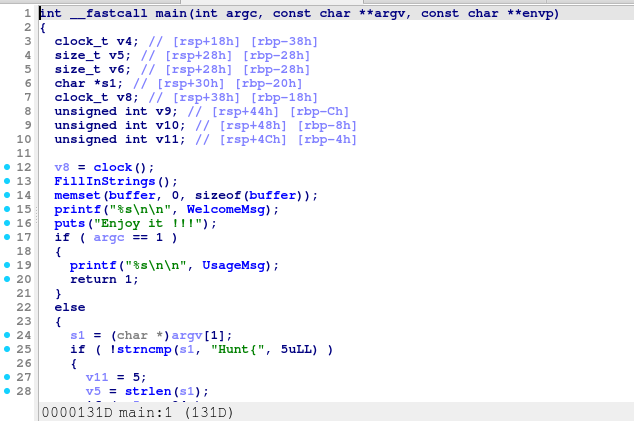 1 int __fastcall main(int argc, const char **argv, const char **envp)
2 {
3 clock_t v4; // [rsp+18h] [rbp-38h]
4 size_t v5; // [rsp+28h] [rbp-28h]
5 size_t v6; // [rsp+28h] [rbp-28h]
6 char *s1; // [rsp+30h] [rbp-20h]
7 clock_t v8; // [rsp+38h] [rbp-18h]
8 unsigned int v9; // [rsp+44h] [rbp-Ch]
9 unsigned int v10; // [rsp+48h] [rbp-8h]
10 unsigned int v11; // [rsp+4Ch] [rbp-4h]
11
12 v8 = clock();
13 FillInStrings();
14 memset(buffer, 0, sizeof(buffer));
15 printf("%s\n\n", WelcomeMsg);
16 puts("Enjoy it !!!");
17 if ( argc == 1 )
18 {
19 printf("%s\n\n", UsageMsg);
20 return 1;
21 }
22 else
23 {
24 s1 = (char *)argv[1];
25 if ( !strncmp(s1, "Hunt{", 5uLL) )
26 {
27 v11 = 5;
28 v5 = strlen(s1);
0000131D main:1 (131D)